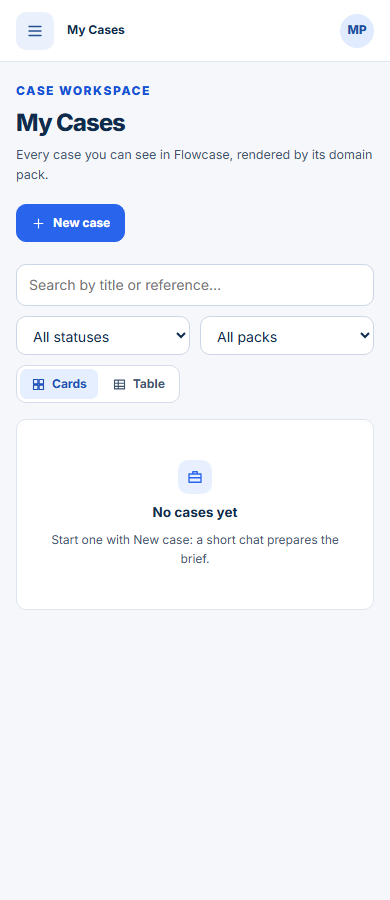 My Cases
MP
CASE WORKSPACE
My Cases
Every case you can see in Flowcase, rendered by its domain
pack.
New case
Search by title or reference...
All statuses
All packs
Cards
Table
No cases yet
Start one with New case: a short chat prepares the
brief.